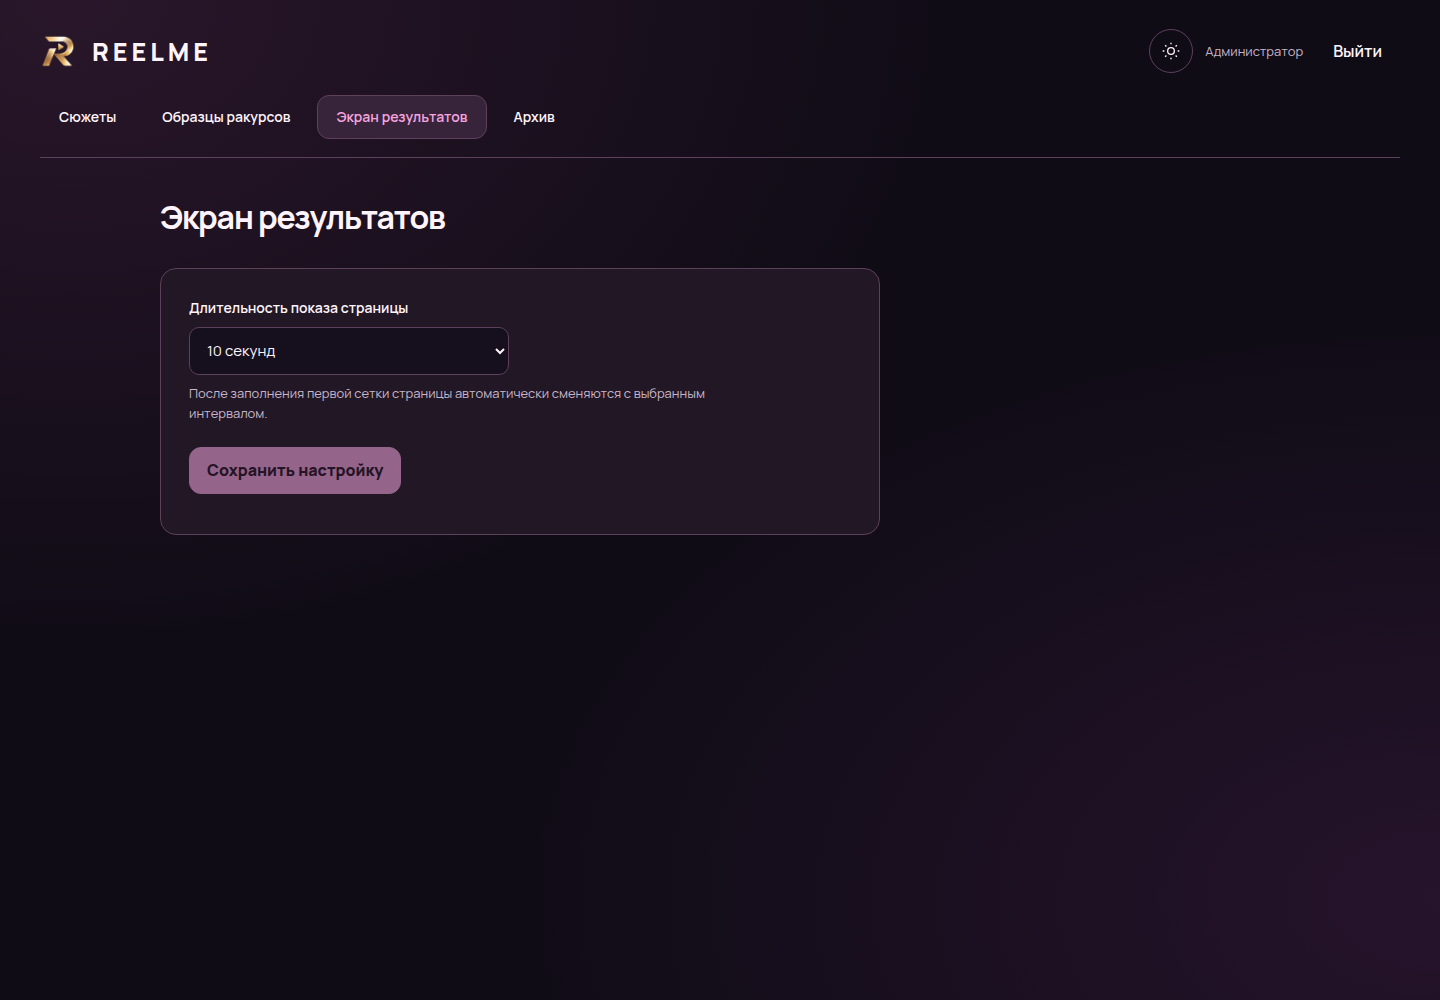 REELME
Администратор
Выйти
Сюжеты
Образцы ракурсов
Экран результатов
Архив
Экран результатов
Длительность показа страницы
10 секунд
После заполнения первой сетки страницы автоматически сменяются с выбранным
интервалом.
Сохранить настройку